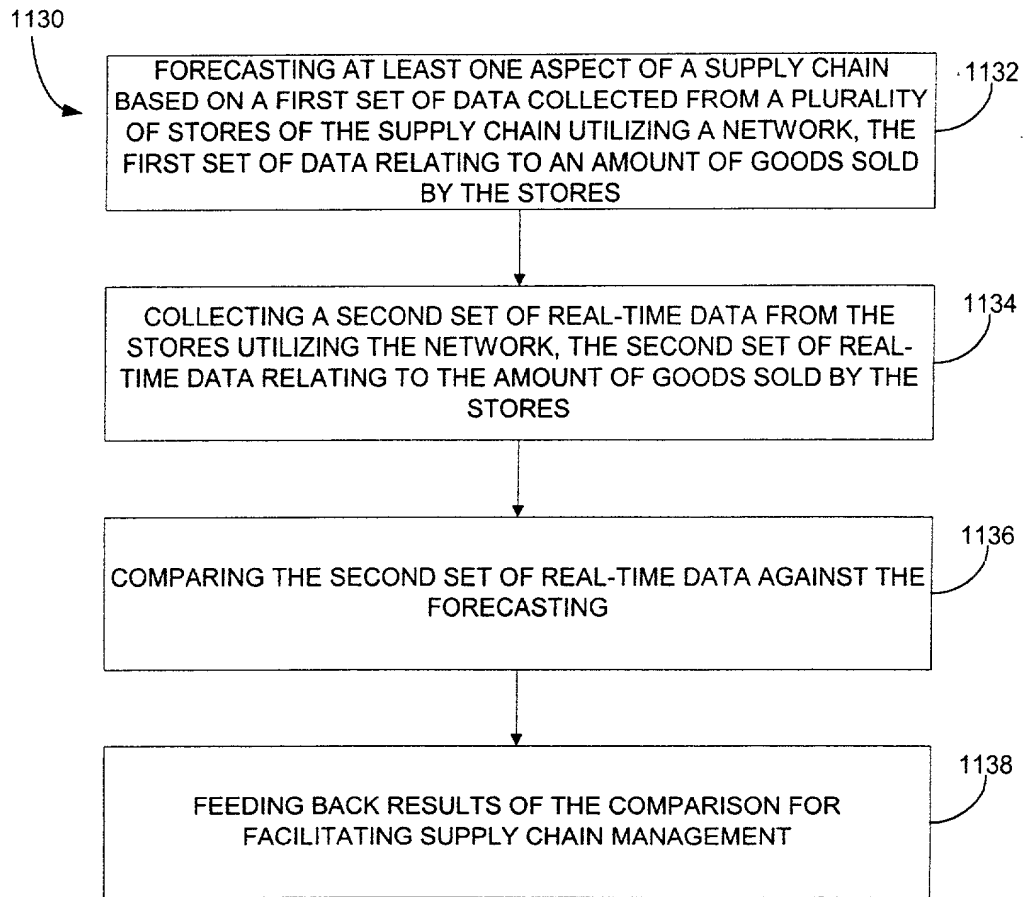 1130
FORECASTING AT LEAST ONE ASPECT OF A SUPPLY CHAIN
BASED ON A FIRST SET OF DATA COLLECTED FROM A PLURALITY
OF STORES OF THE SUPPLY CHAIN UTILIZING A NETWORK, THE
FIRST SET OF DATA RELATING TO AN AMOUNT OF GOODS SOLD
BY THE STORES
1132
COLLECTING A SECOND SET OF REAL-TIME DATA FROM THE
STORES UTILIZING THE NETWORK, THE SECOND SET OF REAL-
TIME DATA RELATING TO THE AMOUNT OF GOODS SOLD BY THE
STORES
1134
COMPARING THE SECOND SET OF REAL-TIME DATA AGAINST THE
FORECASTING
1136
FEEDING BACK RESULTS OF THE COMPARISON FOR
FACILITATING SUPPLY CHAIN MANAGEMENT
1138